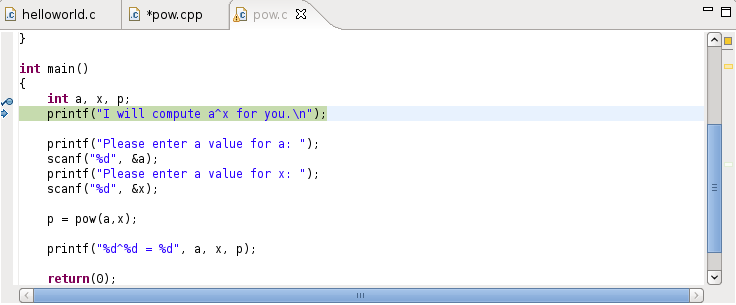 helloworld.c *pow.cpp pow.c
}
int main()
{
int a, x, p;
printf("I will compute a^x for you.\n");
printf("Please enter a value for a: ");
scanf("%d", &a);
printf("Please enter a value for x: ");
scanf("%d", &x);
p = pow(a,x);
printf("%d^%d = %d", a, x, p);
return(0);